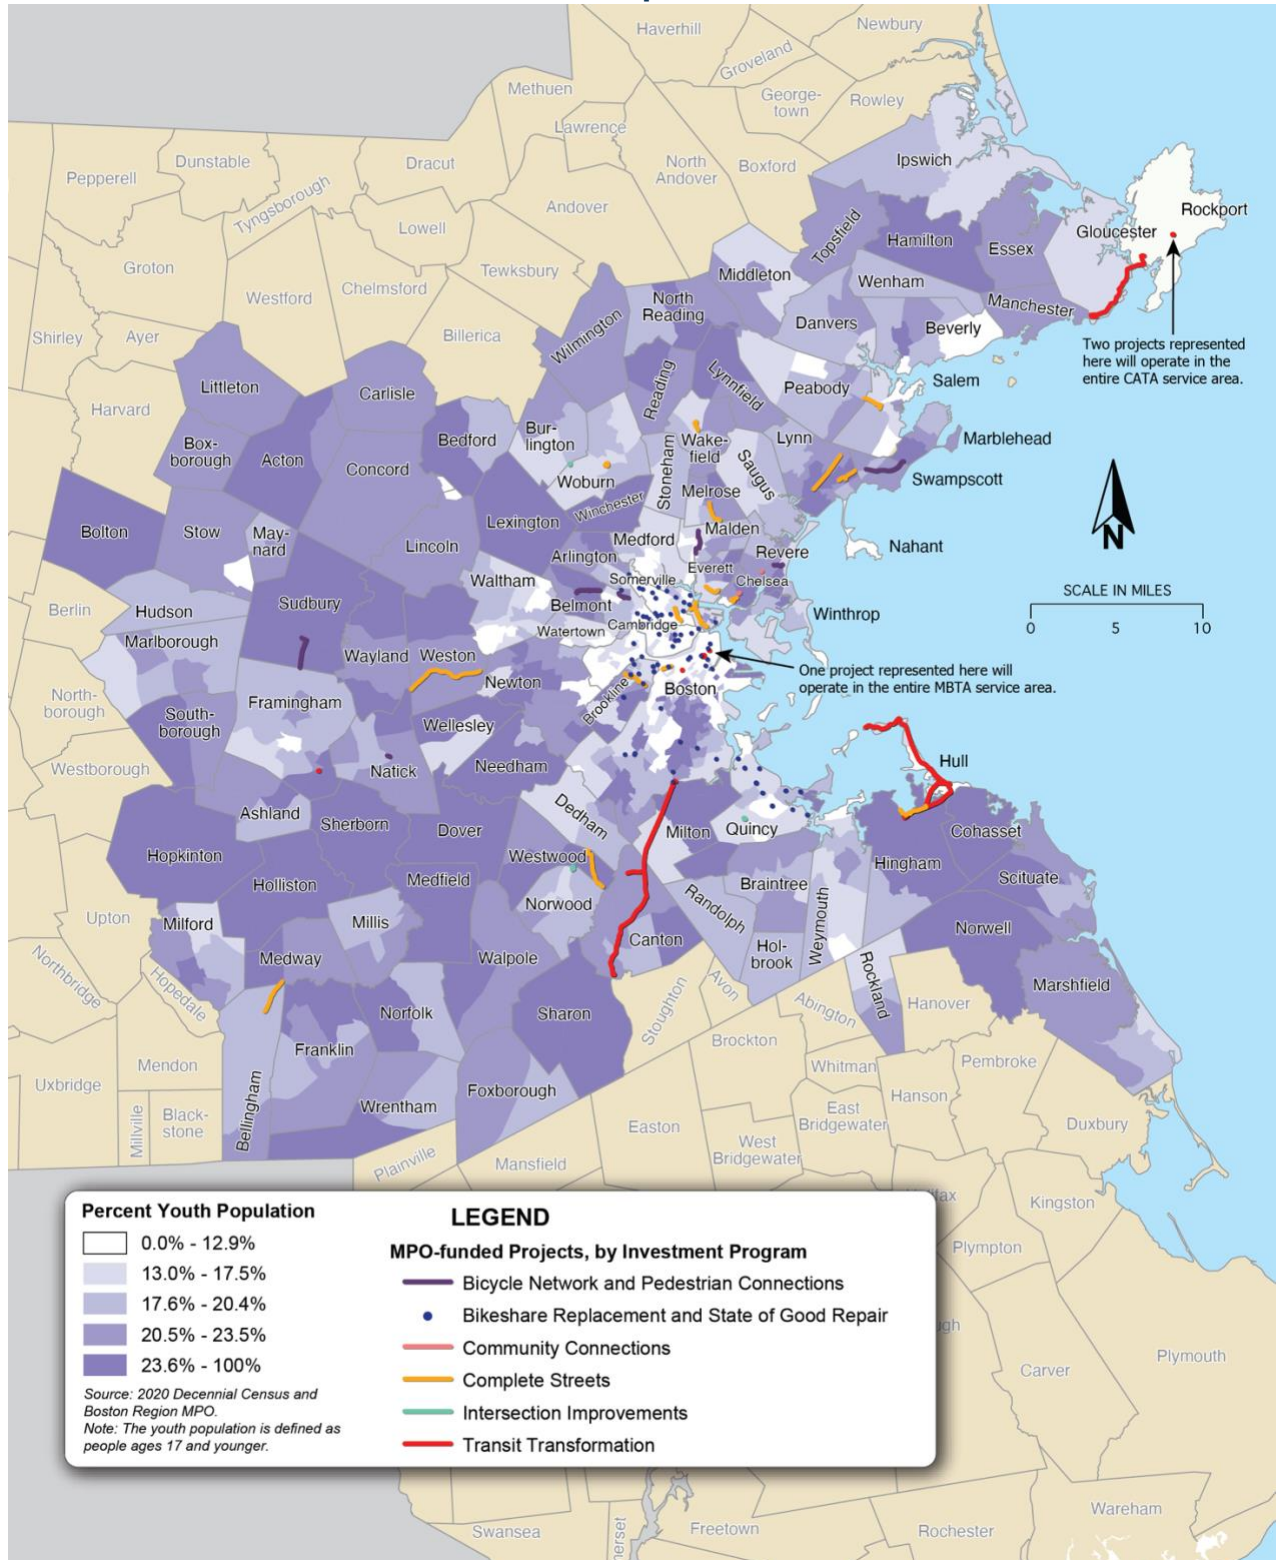 Haverhill
Newbury
Groveland
Methuen
George-
town
Rowley
Lawrence
Dunstable
Dracut
North
Andover
Boxford
Ipswich
Pepperell
Tyngsborough
Andover
Rockport
Lowell
Topsfield
Hamilton
Essex
Gloucester
Groton
Tewksbury
Middleton
Wenham
Westford
Chelmsford
North
Reading
Manchester
Shirley
Ayer
Billerica
Wilmington
Danvers
Beverly
Two projects represented
here will operate in the
entire CATA service area.
Littleton
Carlisle
Reading
Lynnfield
Peabody
Salem
Harvard
Box-
borough
Acton
Bedford
Bur-
lington
Wake-
field
Lynn
Marblehead
Concord
Stoneham
Saugus
Woburn
Swampscott
Melrose
Bolton
Stow
May-
nard
Lexington
Winchester
Malden
Lincoln
Medford
Revere
Nahant
N
Arlington
Everett
Waltham
Somerville
Chelsea
SCALE IN MILES
0 5 10
Berlin
Hudson
Sudbury
Belmont
Winthrop
Marlborough
Watertown
Cambridge
Wayland
Weston
One project represented here will
operate in the entire MBTA service area.
North-
borough
Framingham
Newton
Brookline
Boston
South-
borough
Wellesley
Westborough
Natick
Needham
Hull
Ashland
Sherborn
Dover
Dedham
Milton
Quincy
Cohasset
Hopkinton
Westwood
Hingham
Holliston
Medfield
Braintree
Scituate
Upton
Milford
Millis
Norwood
Randolph
Weymouth
Norwell
Canton
Hol-
brook
Northbridge
Hopedale
Medway
Walpole
Rockland
Marshfield
Stoughton
Avon
Abington
Hanover
Norfolk
Sharon
Franklin
Brockton
Mendon
Whitman
Pembroke
Uxbridge
Bellingham
Foxborough
Hanson
Wrentham
Millville
Black-
stone
East
Bridgewater
Easton
Duxbury
West
Bridgewater
Plainville
Mansfield
Kingston
Plympton
Carver
Plymouth
Percent Youth Population
0.0% - 12.9%
13.0% - 17.5%
17.6% - 20.4%
20.5% - 23.5%
23.6% - 100%
Source: 2020 Decennial Census and
Boston Region MPO.
Note: The youth population is defined as
people ages 17 and younger.
LEGEND
MPO-funded Projects, by Investment Program
Bicycle Network and Pedestrian Connections
Bikeshare Replacement and State of Good Repair
Community Connections
Complete Streets
Intersection Improvements
Transit Transformation
Wareham
Swansea
Freetown
Rochester